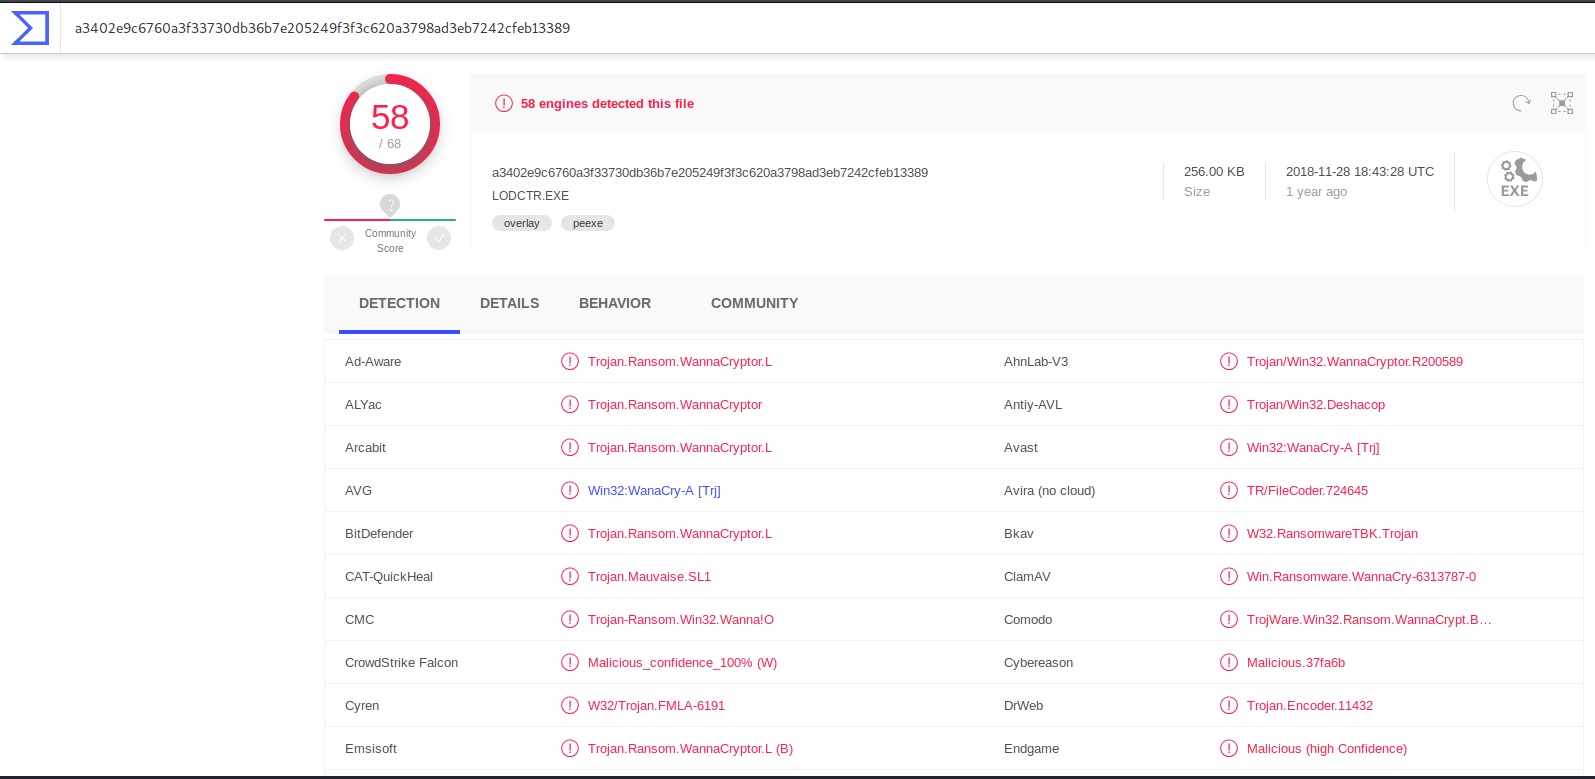 a3402e9c6760a3f33730db36b7e205249f3f3c620a3798ad3eb7242cfeb13389
58
/ 68
?
Community
Score
58 engines detected this file
a3402e9c6760a3f33730db36b7e205249f3f3c620a3798ad3eb7242cfeb13389
LODCTR.EXE
overlay peexe
256.00 KB
Size
2018-11-28 18:43:28 UTC
1 year ago
EXE
DETECTION DETAILS BEHAVIOR COMMUNITY
Ad-Aware Trojan.Ransom.WannaCryptor.L AhnLab-V3 Trojan/Win32.WannaCryptor.R200589
ALYac Trojan.Ransom.WannaCryptor Antiy-AVL Trojan/Win32.Deshacop
Arcabit Trojan.Ransom.WannaCryptor.L Avast Win32:WanaCry-A [Trj]
AVG Win32:WanaCry-A [Trj] Avira (no cloud) TR/FileCoder.724645
BitDefender Trojan.Ransom.WannaCryptor.L Bkav W32.RansomwareTBK.Trojan
CAT-QuickHeal Trojan.Mauvaise.SL1 ClamAV Win.Ransomware.WannaCry-6313787-0
CMC Trojan-Ransom.Win32.Wanna!O Comodo TrojWare.Win32.Ransom.WannaCrypt.B…
CrowdStrike Falcon Malicious_confidence_100% (W) Cybereason Malicious.37fa6b
Cyren W32/Trojan.FMLA-6191 DrWeb Trojan.Encoder.11432
Emsisoft Trojan.Ransom.WannaCryptor.L (B) Endgame Malicious (high Confidence)